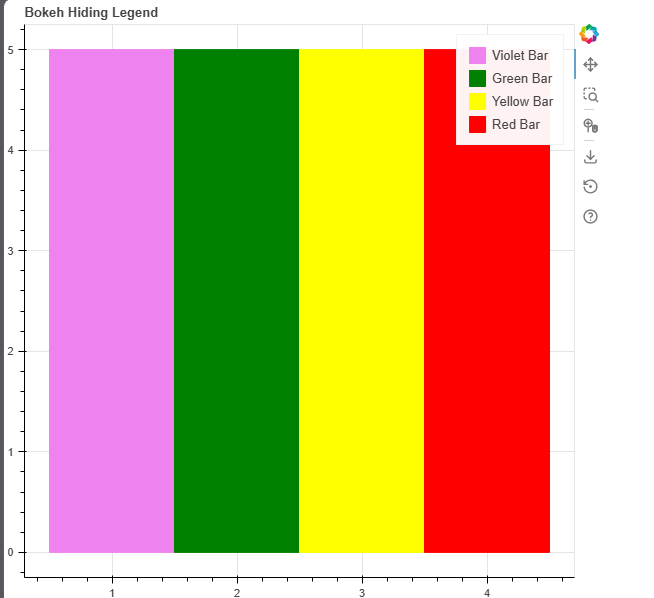 Bokeh Hiding Legend
Violet Bar
Green Bar
Yellow Bar
Red Bar
5
4
3
2
1
0
1 2 3 4